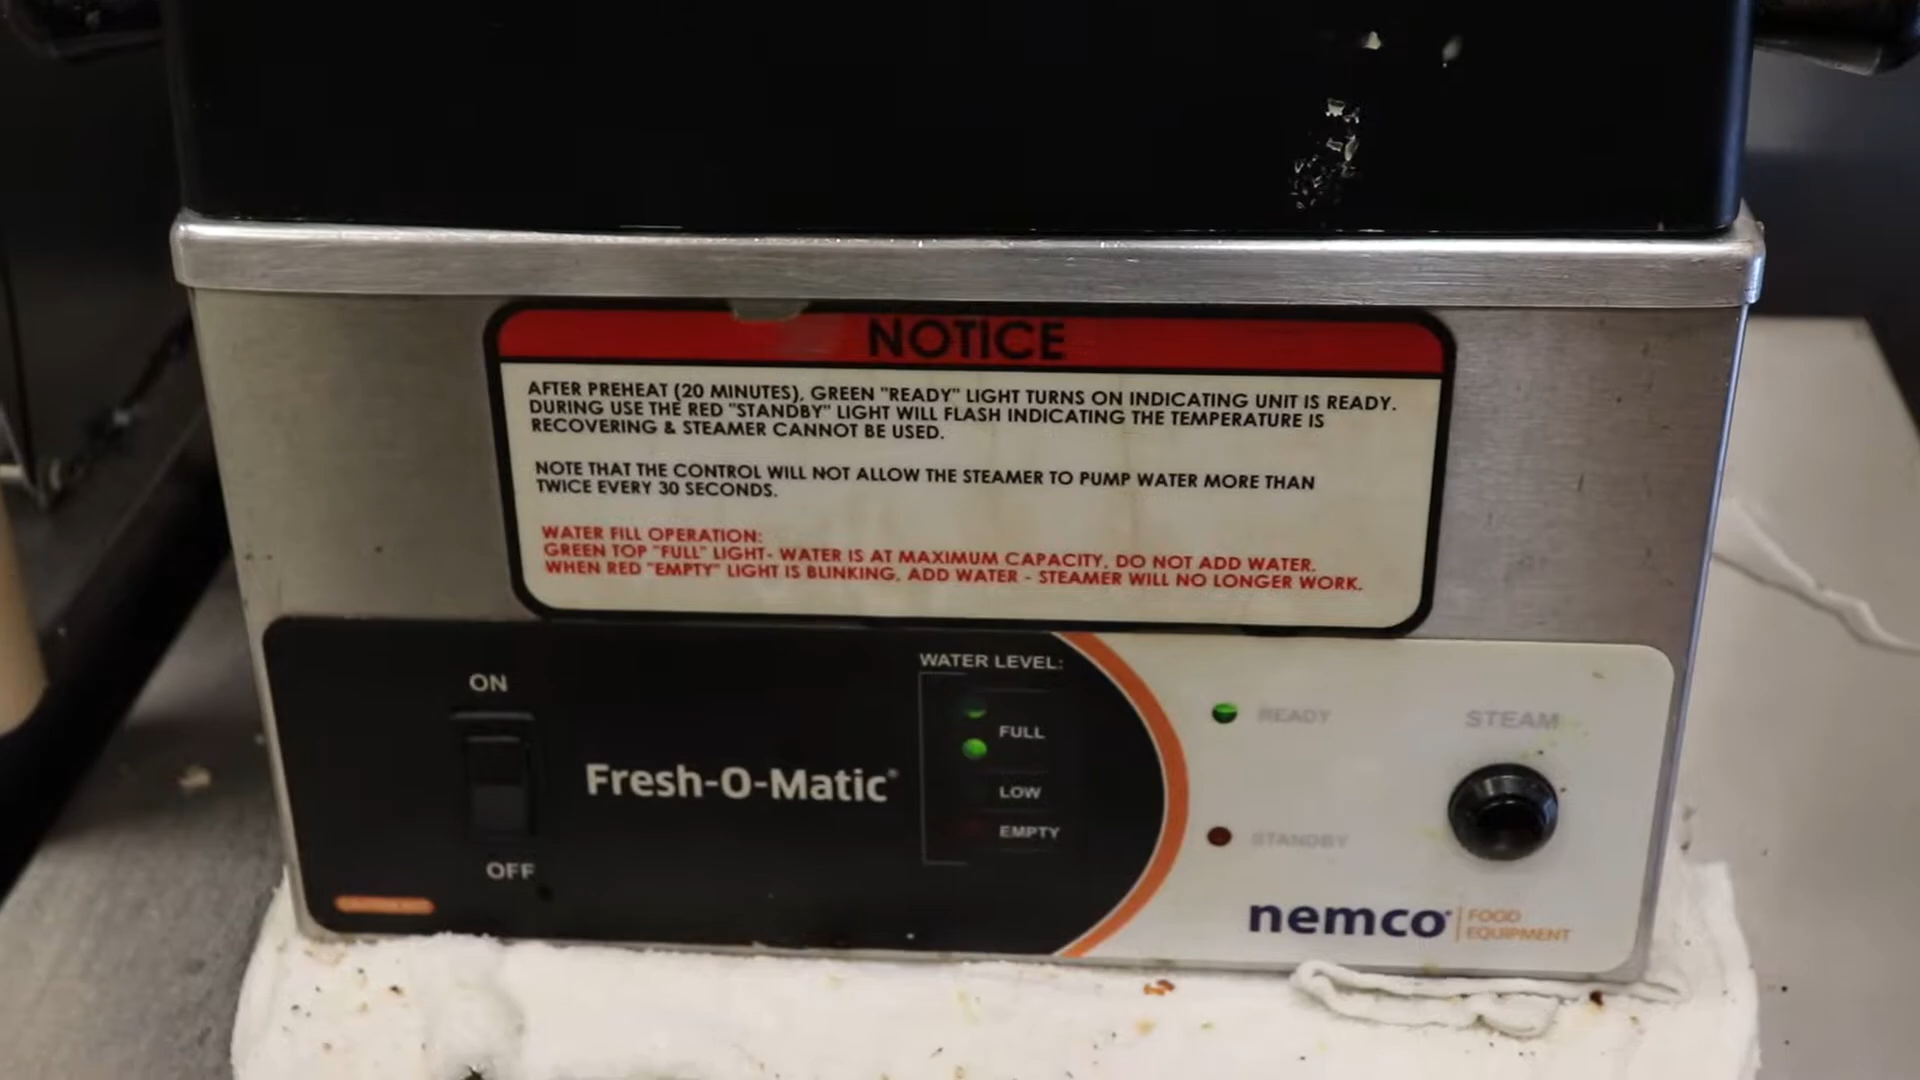 NOTICE
AFTER PREHEAT (20 MINUTES), GREEN "READY" LIGHT TURNS ON INDICATING UNIT IS READY.
DURING USE THE RED "STANDBY" LIGHT WILL FLASH INDICATING THE TEMPERATURE IS
RECOVERING & STEAMER CANNOT BE USED.
NOTE THAT THE CONTROL WILL NOT ALLOW THE STEAMER TO PUMP WATER MORE THAN
TWICE EVERY 30 SECONDS.
WATER FILL OPERATION:
GREEN TOP "FULL" LIGHT- WATER IS AT MAXIMUM CAPACITY, DO NOT ADD WATER.
WHEN RED "EMPTY" LIGHT IS BLINKING, ADD WATER - STEAMER WILL NO LONGER WORK.
ON
OFF
Fresh-O-Matic®
WATER LEVEL:
FULL
LOW
EMPTY
READY
STANDBY
STEAM
nemco®
FOOD
EQUIPMENT